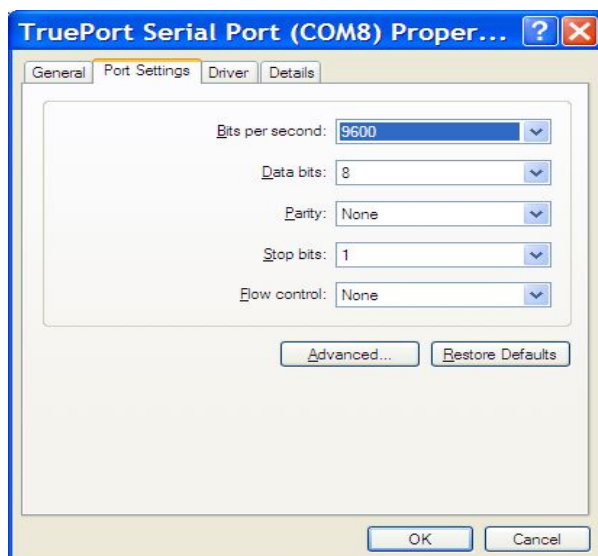 TruePort Serial Port (COM8) Proper...
General Port Settings Driver Details
Bits per second: 9600
Data bits: 8
Parity: None
Stop bits: 1
Flow control: None
Advanced... Restore Defaults
OK Cancel